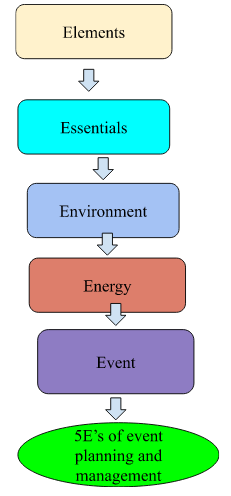 Elements
Essentials
Environment
Energy
Event
5E's of event
planning and
management